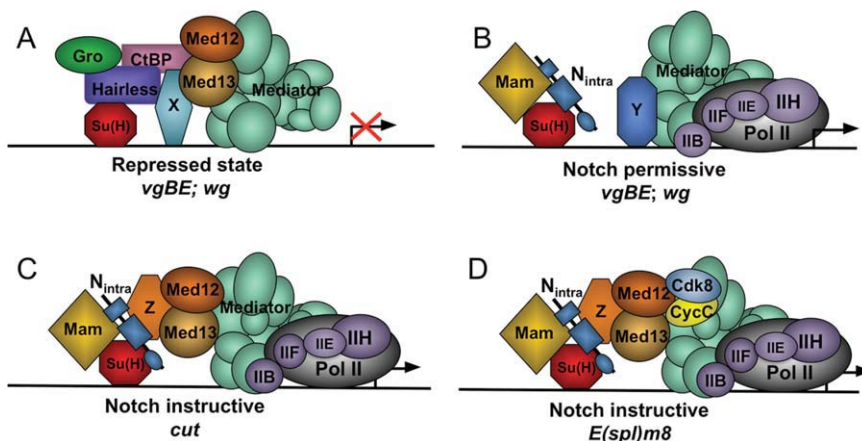 A
Gro
CtBP
Med12
Hairless
X
Med13
Mediator
Su(H)
Repressed state
vgBE; wg
B
Mam
Nintra
Mediator
Y
IIH
IIE
IIF
Pol II
Su(H)
IIB
Notch permissive
vgBE; wg
C
Nintra
Z
Med12
Mediator
Mam
Med13
IIH
IIE
IIF
Su(H)
Pol II
IIB
Notch instructive
cut
D
Nintra
Z
Med12
Cdk8
CycC
Mam
Med13
IIH
IIE
IIF
Su(H)
Pol II
IIB
Notch instructive
E(spl)m8